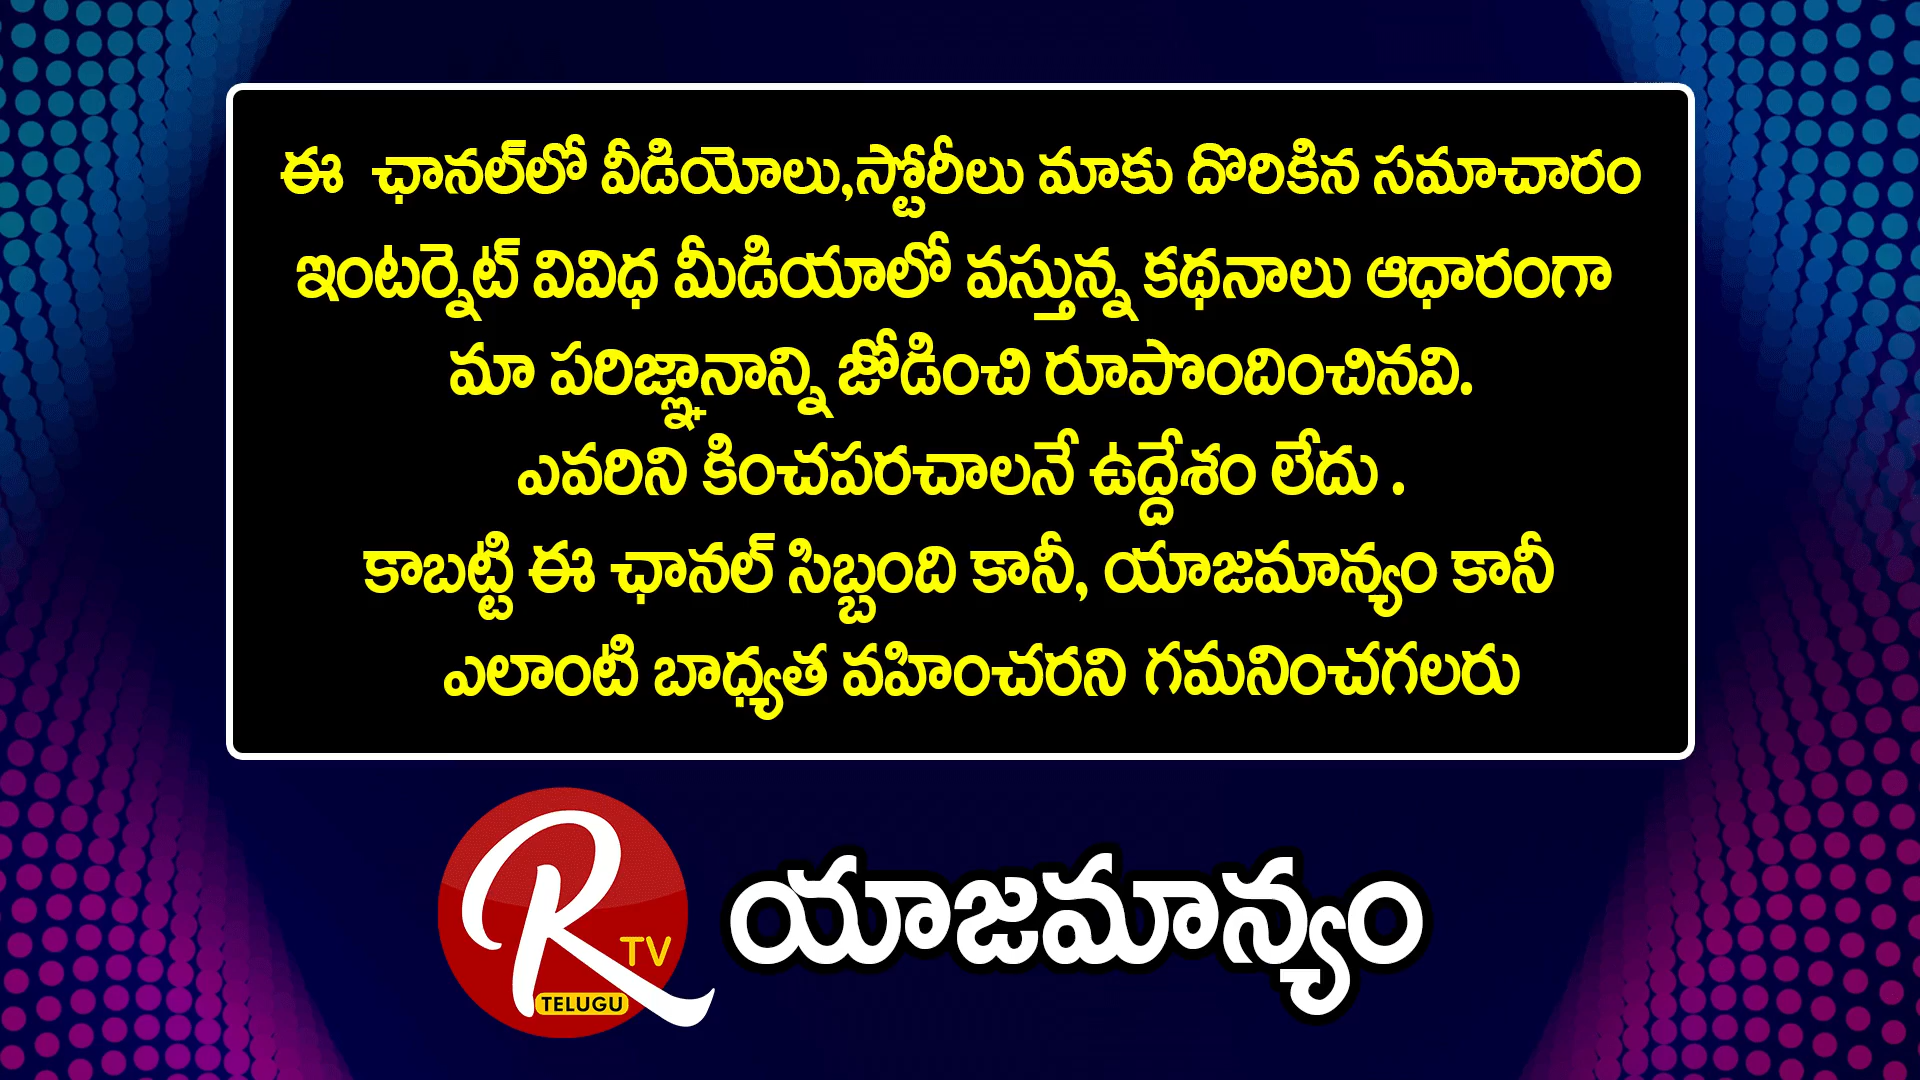 ఈ ఛానల్‌లో వీడియోలు,స్టోరీలు మాకు దొరికిన సమాచారం
ఇంటర్నెట్ వివిధ మీడియాలో వస్తున్న కథనాలు ఆధారంగా
మా పరిజ్ఞానాన్ని జోడించి రూపొందించినవి.
ఎవరిని కించపరచాలనే ఉద్దేశం లేదు .
కాబట్టి ఈ ఛానల్ సిబ్బంది కానీ, యాజమాన్యం కానీ
ఎలాంటి బాధ్యత వహించరని గమనించగలరు
R TV
TELUGU
యాజమాన్యం